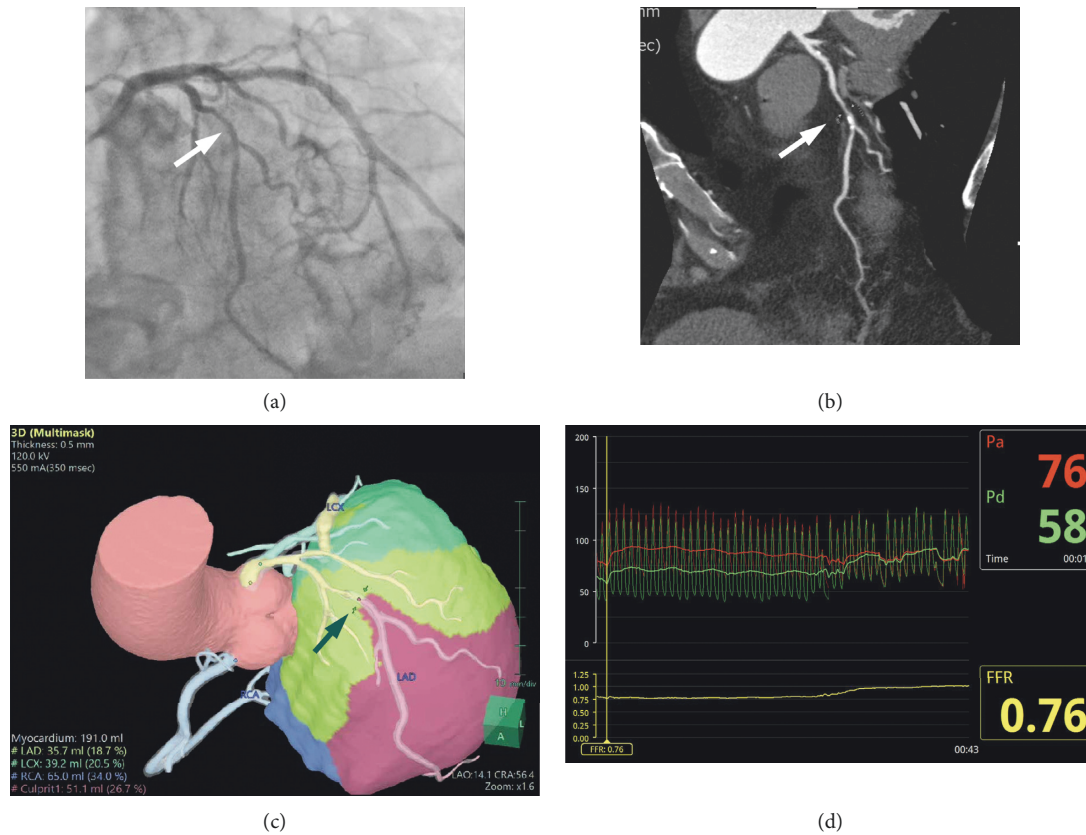 mm
ec)
(a)
(b)
3D (Multimask)
Thickness: 0.5 mm
120.0 kV
550 mA(350 msec)
LCX
LAD
RCA
mm/div
H
L
A
Myocardium: 191.0 ml
# LAD: 35.7 ml (18.7 %)
# LCX: 39.2 ml (20.5 %)
# RCA: 65.0 ml (34.0 %)
# Culprit1: 51.1 ml (26.7 %)
LAO:14.1 CRA:56.4
Zoom: x1.6
200
150
100
50
0
Pa
76
Pd
58
Time 00:01
1.25
1.00
0.75
0.50
0.25
0.00
FFR: 0.76
00:43
FFR
0.76
(c)
(d)